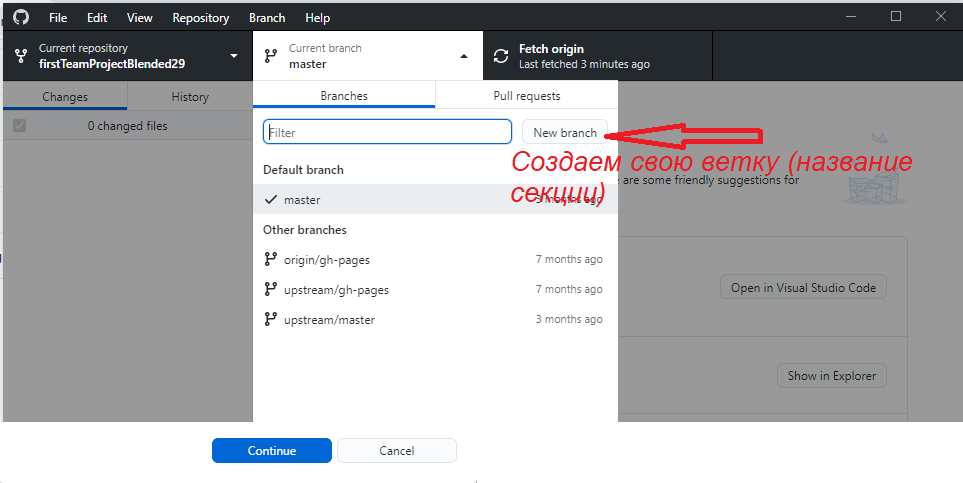 File Edit View Repository Branch Help
Current repository
firstTeamProjectBlended29
Current branch
master
Fetch origin
Last fetched 3 minutes ago
Changes History
0 changed files
Branches Pull requests
Filter
New branch
Создаем свою ветку (название
секции)
Default branch
master
3 months ago
e are some friendly suggestions for
Other branches
origin/gh-pages 7 months ago
upstream/gh-pages 7 months ago
upstream/master 3 months ago
Open in Visual Studio Code
Show in Explorer
Continue Cancel